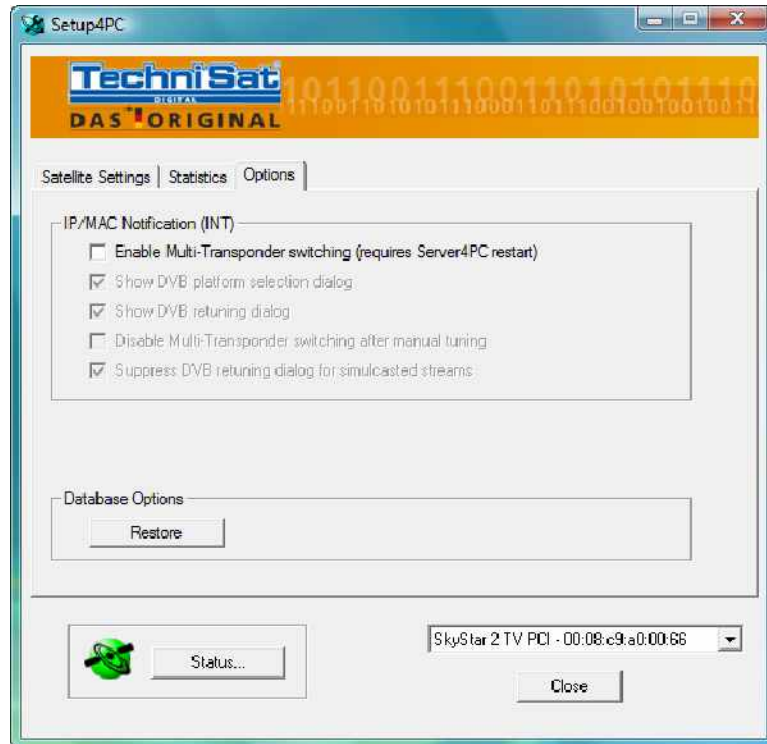 Setup4PC
TechniSat
DIGITAL
DAS ORIGINAL
Satellite Settings
Statistics
Options
IP/MAC Notification (INT)
Enable Multi-Transponder switching (requires Server4PC restart)
Show DVB platform selection dialog
Show DVB retuning dialog
Disable Multi-Transponder switching after manual tuning
Suppress DVB retuning dialog for simulcasted streams
Database Options
Restore
Status...
SkyStar 2 TV PCI - 00:08:c9:a0:00:66
Close